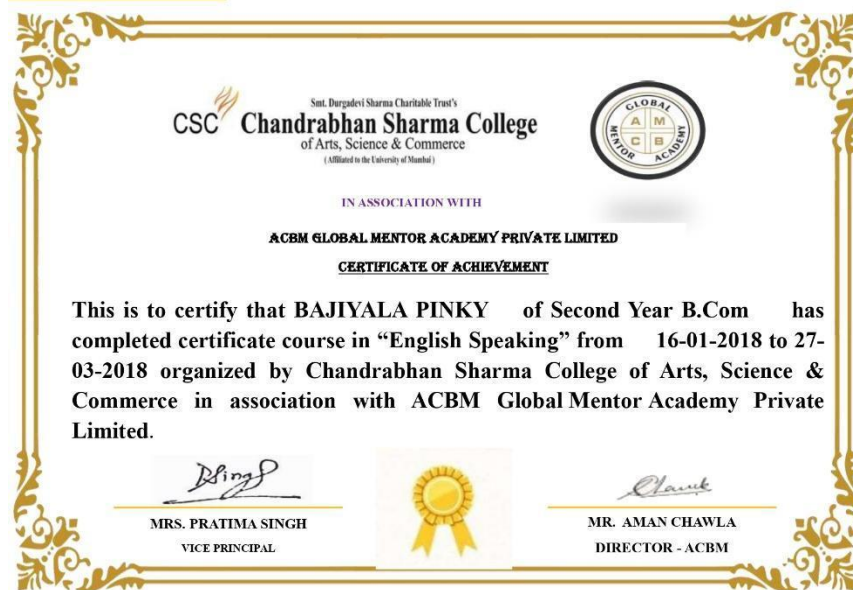 Smt. Durgadevi Sharma Charitable Trust's
CSC Chandrabhan Sharma College
of Arts, Science & Commerce
( Affiliated to the University of Mumbai )
GLOBAL
A M
C B
MENTOR ACADEMY
IN ASSOCIATION WITH
ACBM GLOBAL MENTOR ACADEMY PRIVATE LIMITED
CERTIFICATE OF ACHIEVEMENT
This is to certify that BAJIYALA PINKY of Second Year B.Com has
completed certificate course in “English Speaking” from 16-01-2018 to 27-
03-2018 organized by Chandrabhan Sharma College of Arts, Science &
Commerce in association with ACBM Global Mentor Academy Private
Limited.
PSingh
MRS. PRATIMA SINGH
VICE PRINCIPAL
MR. AMAN CHAWLA
DIRECTOR - ACBM